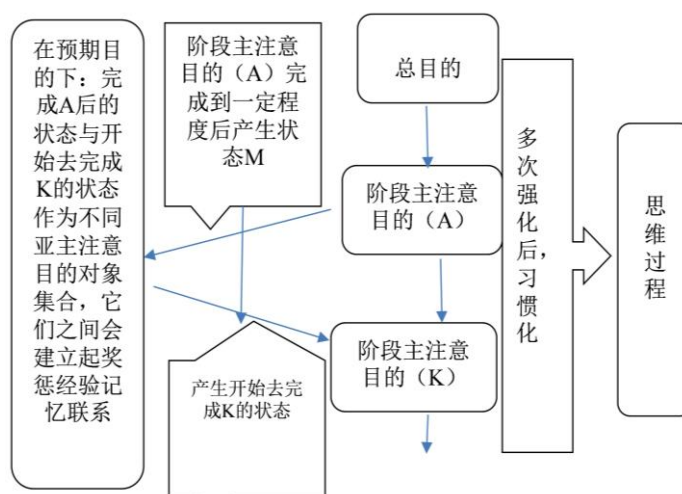 在预期目
的下：完
成A后的
状态与开
始去完成
K的状态
作为不同
亚主注意
目的对象
集合，它
们之间会
建立起奖
惩经验记
忆联系
阶段主注意
目的（A）完
成到一定程
度后产生状
态M
产生开始去完
成K的状态
总目的
阶段主注意
目的（A）
阶段主注意
目的（K）
多
次
强
化
后，
习
惯
化
思
维
过
程